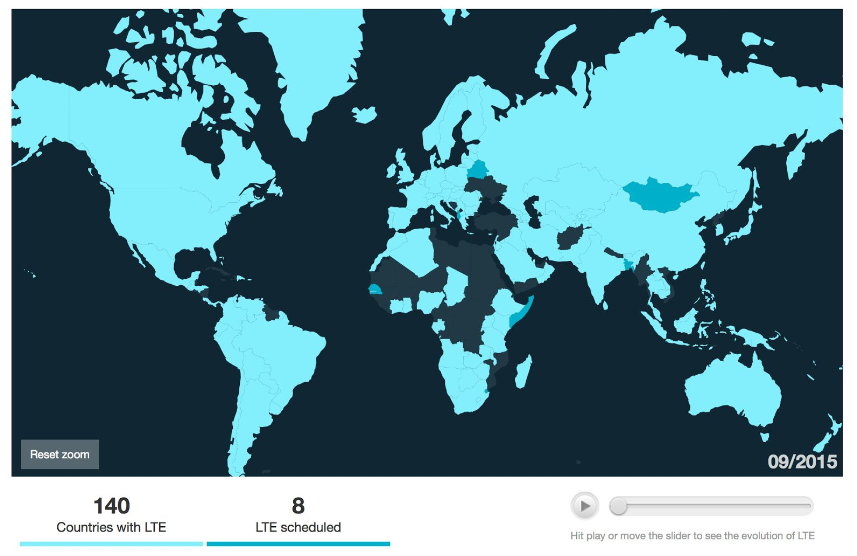 Reset zoom
09/2015
140
Countries with LTE
8
LTE scheduled
Hit play or move the slider to see the evolution of LTE